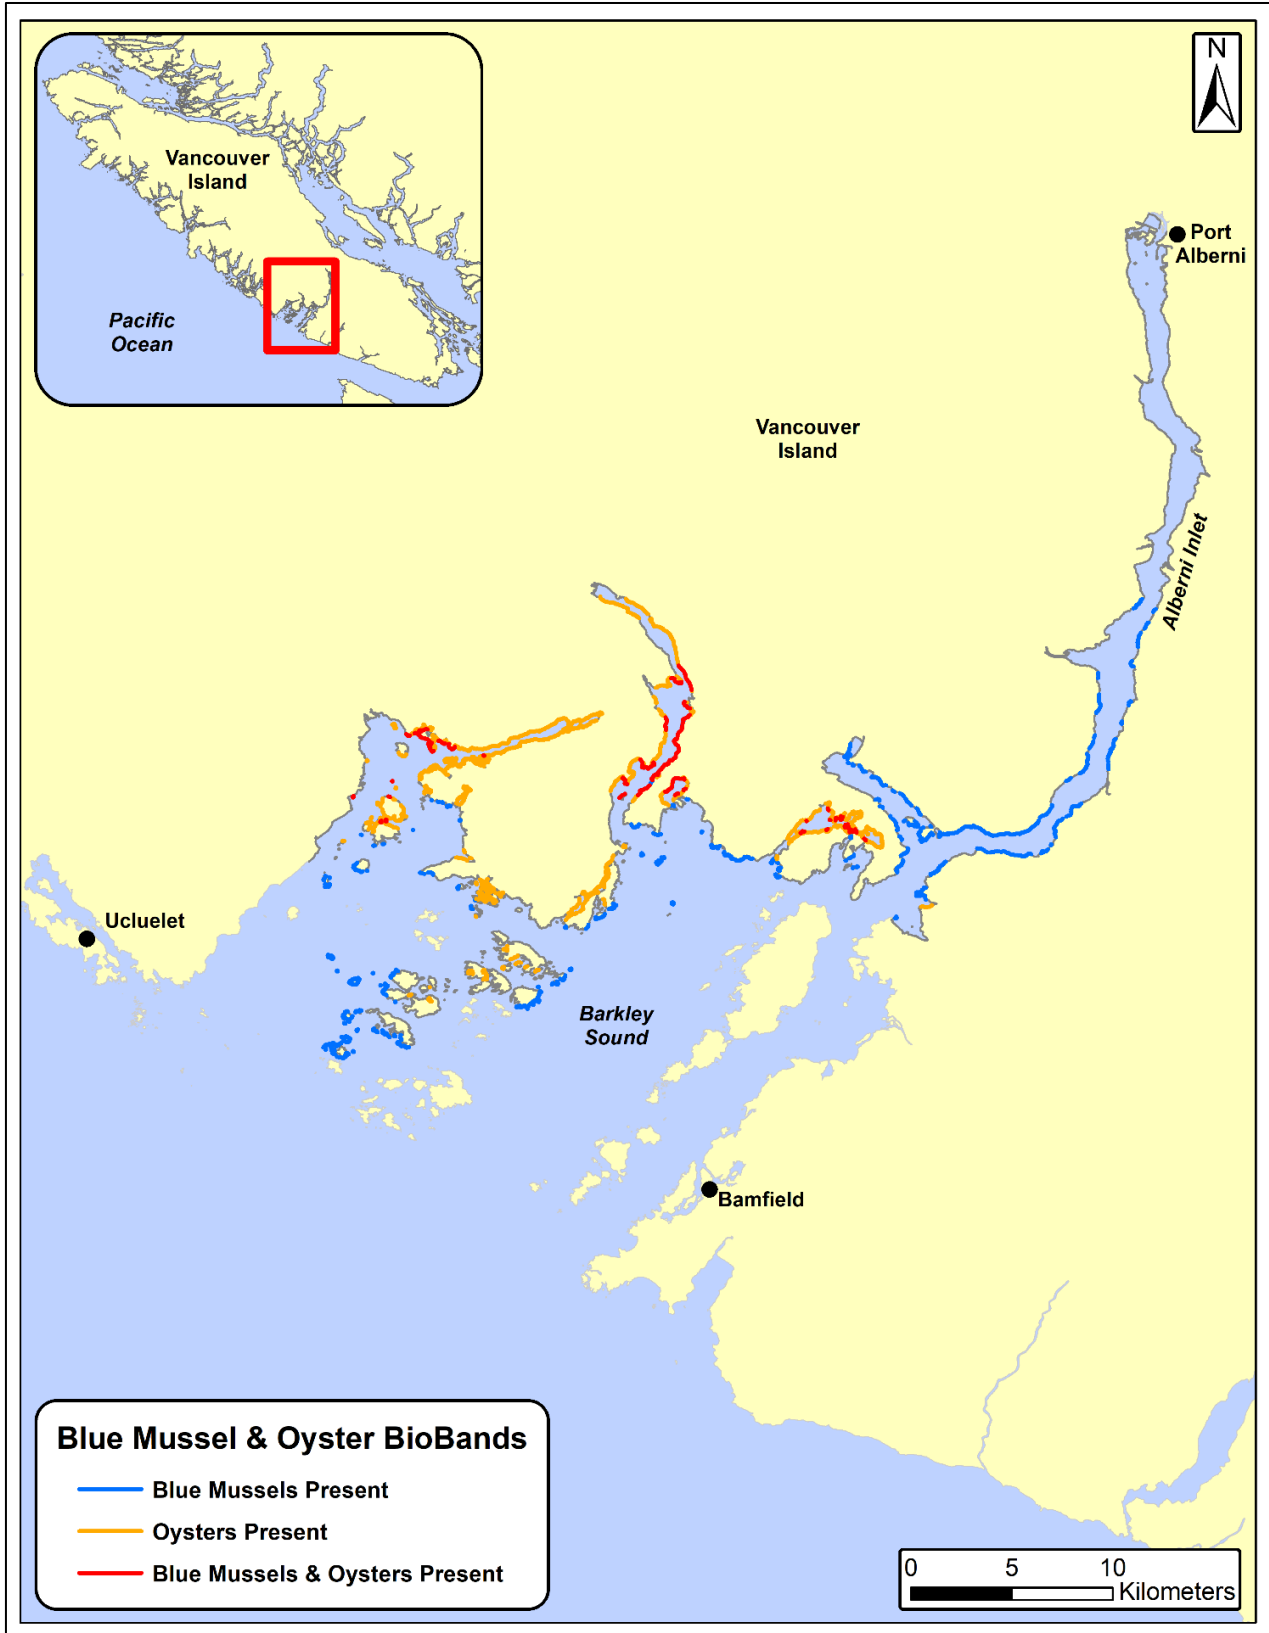 N
Vancouver
Island
Pacific
Ocean
Port
Alberni
Vancouver
Island
Alberni Inlet
Ucluelet
Barkley
Sound
Bamfield
Blue Mussel & Oyster BioBands
Blue Mussels Present
Oysters Present
Blue Mussels & Oysters Present
0 5 10
Kilometers